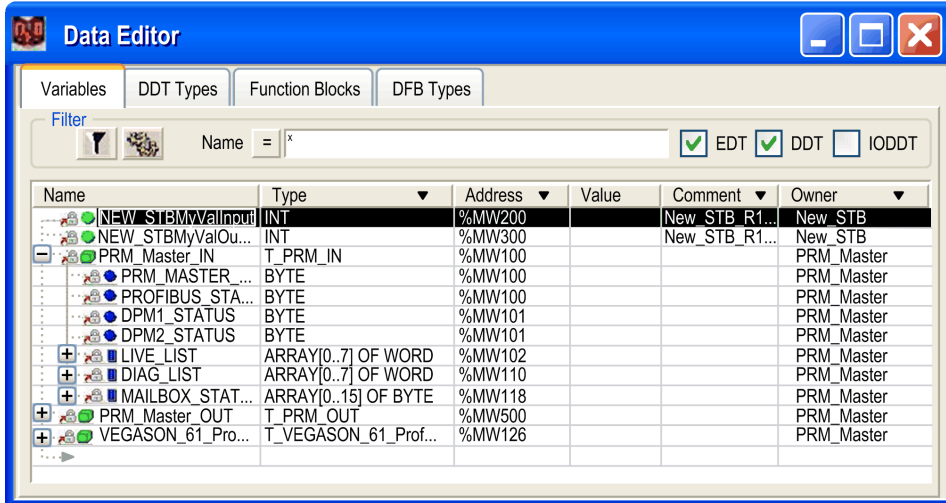 Data Editor
Variables DDT Types Function Blocks DFB Types
Filter
Name = x EDT DDT IODDT
Name Type Address Value Comment Owner
NEW_STBMyValInput INT %MW200 New_STB_R1... New_STB
NEW_STBMyValOu... INT %MW300 New_STB_R1... New_STB
PRM_Master_IN T_PRM_IN %MW100 PRM_Master
PRM_MASTER_... BYTE %MW100 PRM_Master
PROFIBUS_STA... BYTE %MW100 PRM_Master
DPM1_STATUS BYTE %MW101 PRM_Master
DPM2_STATUS BYTE %MW101 PRM_Master
LIVE_LIST ARRAY[0..7] OF WORD %MW102 PRM_Master
DIAG_LIST ARRAY[0..7] OF WORD %MW110 PRM_Master
MAILBOX_STAT... ARRAY[0..15] OF BYTE %MW118 PRM_Master
PRM_Master_OUT T_PRM_OUT %MW500 PRM_Master
VEGASON_61_Pro... T_VEGASON_61_Prof... %MW126 PRM_Master